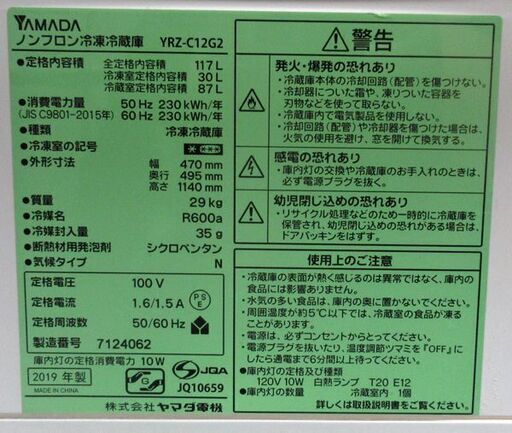 YAMADA
ノンフロン冷凍冷蔵庫 YRZ-C12G2
●定格内容積 全定格内容積 117 L
冷凍室定格内容積 30 L
冷蔵室定格内容積 87 L
●消費電力量 50 Hz 230 kWh/年
(JIS C9801-2015年) 60 Hz 230 kWh/年
●種類 冷凍冷蔵庫
●冷凍室の記号
●外形寸法 幅 470 mm
奥行 495 mm
高さ 1140 mm
●質量 29 kg
●冷媒名 R600a
●冷媒封入量 35 g
●断熱材用発泡剤 シクロペンタン
●気候タイプ N
定格電圧 100 V
定格電流 1.6/1.5 A
PSE
定格周波数 50/60 Hz
製造番号 7124062
庫内灯の定格消費電力 10 W
2019 年製
MADE IN CHINA
G
JQA
JQ10659
株式会社 ヤマダ電機
警告
発火・爆発の恐れあり
・冷蔵庫本体の冷却回路(配管)を傷つけない。
・冷却器についた霜や、凍りついた容器を
刃物などを使って取らない。
・冷蔵庫内で電気製品を使用しない。
・冷却回路(配管)や冷却器を傷つけた場合は、
火気の使用を避け、窓を開けて換気する。
感電の恐れあり
・庫内灯の交換や冷蔵庫のお手入れのときは、
必ず電源プラグを抜く。
幼児閉じ込めの恐れあり
・リサイクル処理などのため一時的に冷蔵庫を
保管され、幼児閉じ込めが懸念される場合は、
ドアパッキンをはずす。
使用上のご注意
・冷蔵庫の表面が熱く感じるのは異常ではなく、庫内の
食品には影響ありません。
・水気の多い食品は、庫内の奥に置かないでください。
・周囲温度が約5℃以下では、冷蔵室の食品が凍る
ことがあります。
・電源は、必ずコンセントからとってください。
・電源プラグを抜いたり、温度調節ツマミを「OFF」に
したら通電まで6分間以上待ってください。
●庫内灯の定格及び種類、口金の種類
120V 10W 白熱ランプ T20 E12
●庫内灯の数量 冷蔵室内 1個
詳しくは取扱説明書をご覧ください。